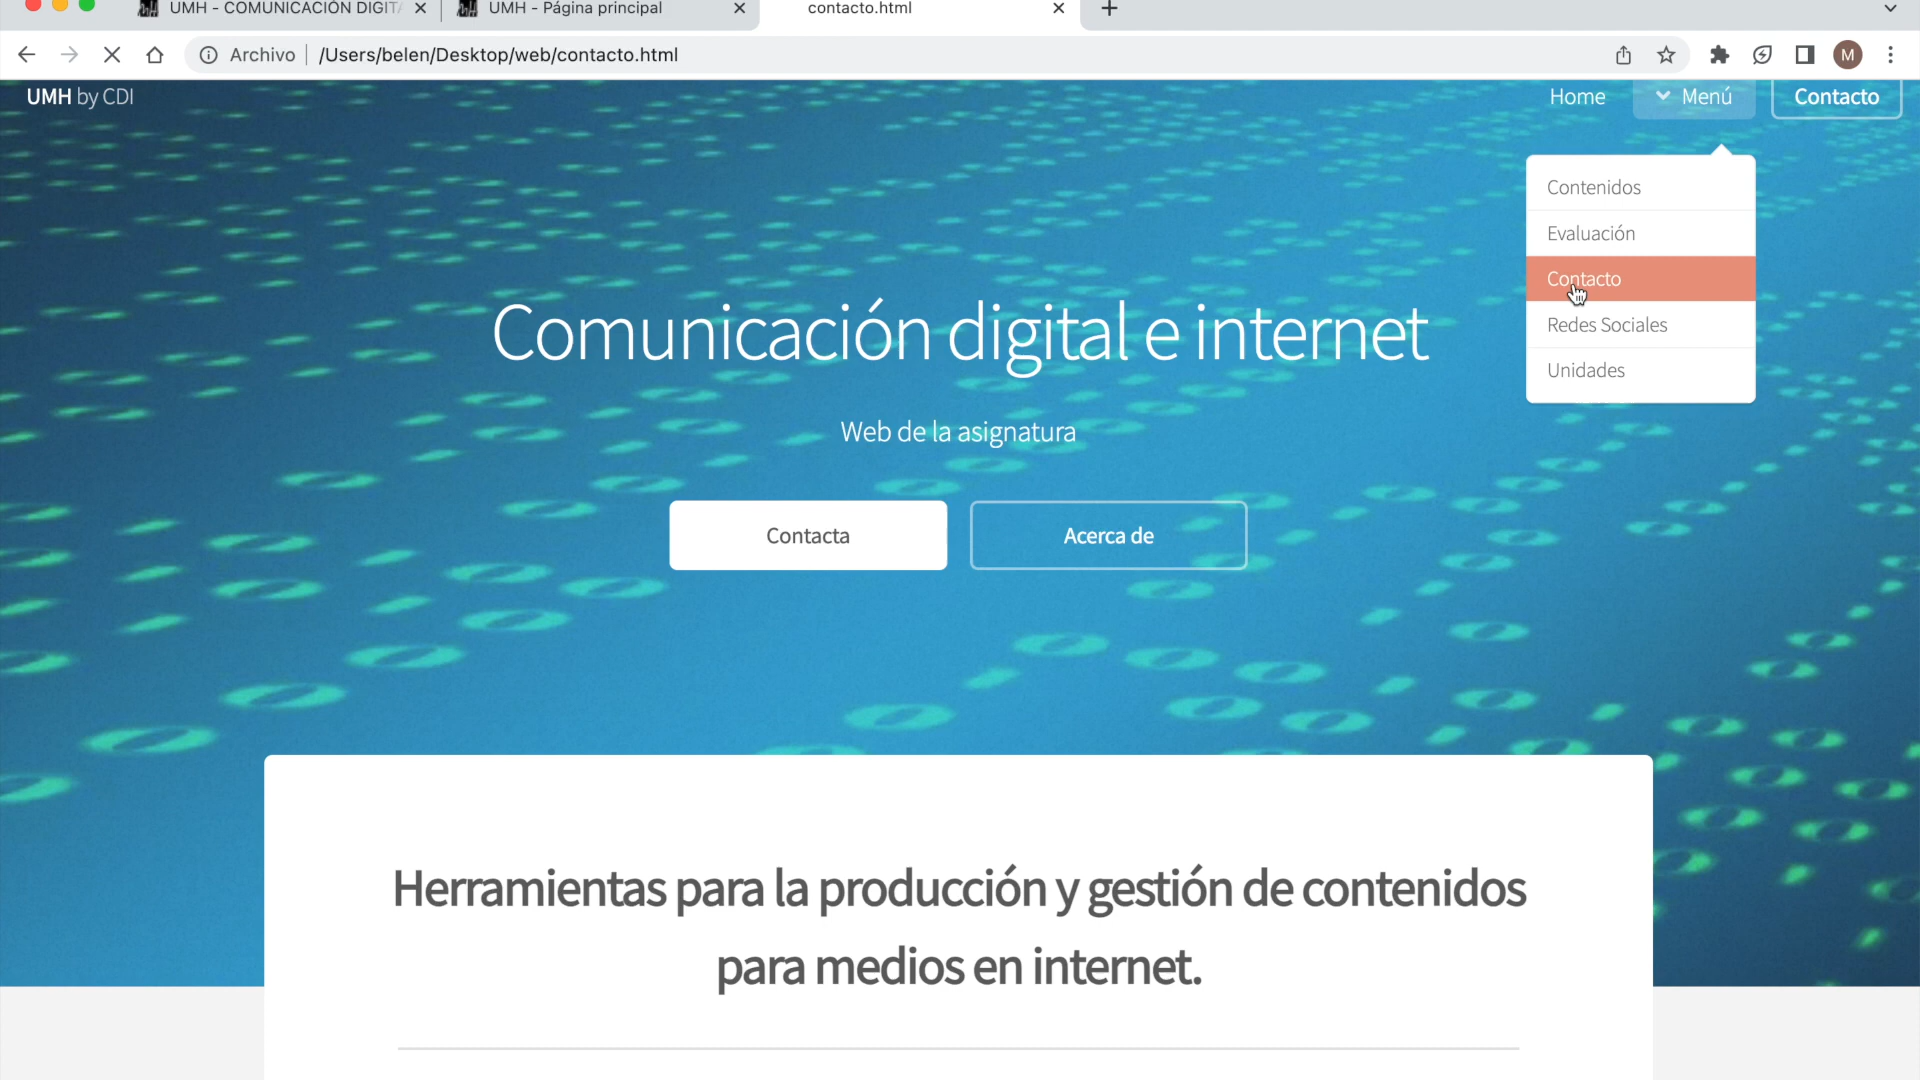 UMH - COMUNICACIÓN DIGITA
UMH - Página principal
contacto.html
Archivo
/Users/belen/Desktop/web/contacto.html
M
UMH by CDI
Home
Menú
Contacto
Contenidos
Evaluación
Contacto
Redes Sociales
Unidades
Comunicación digital e internet
Web de la asignatura
Contacta
Acerca de
Herramientas para la producción y gestión de contenidos
para medios en internet.